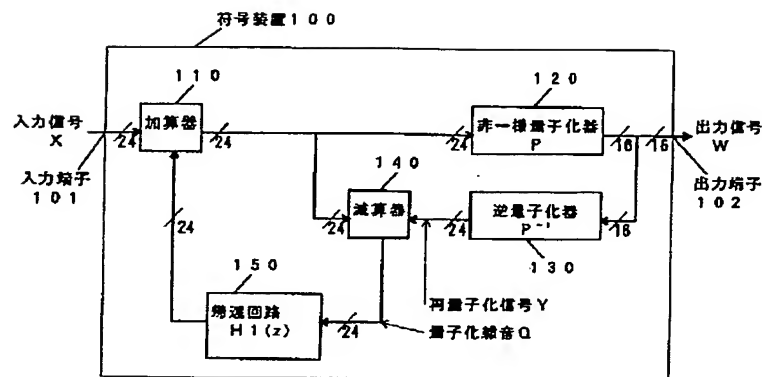 符号装置100
110
120
入力信号
X
24
加算器
24
24
非一様量子化器
P
16
16
出力信号
W
入力端子
101
140
出力端子
102
24
24
減算器
24
逆量子化器
P⁻¹
16
130
150
帰還回路
H1(z)
24
再量子化信号Y
量子化雑音Q